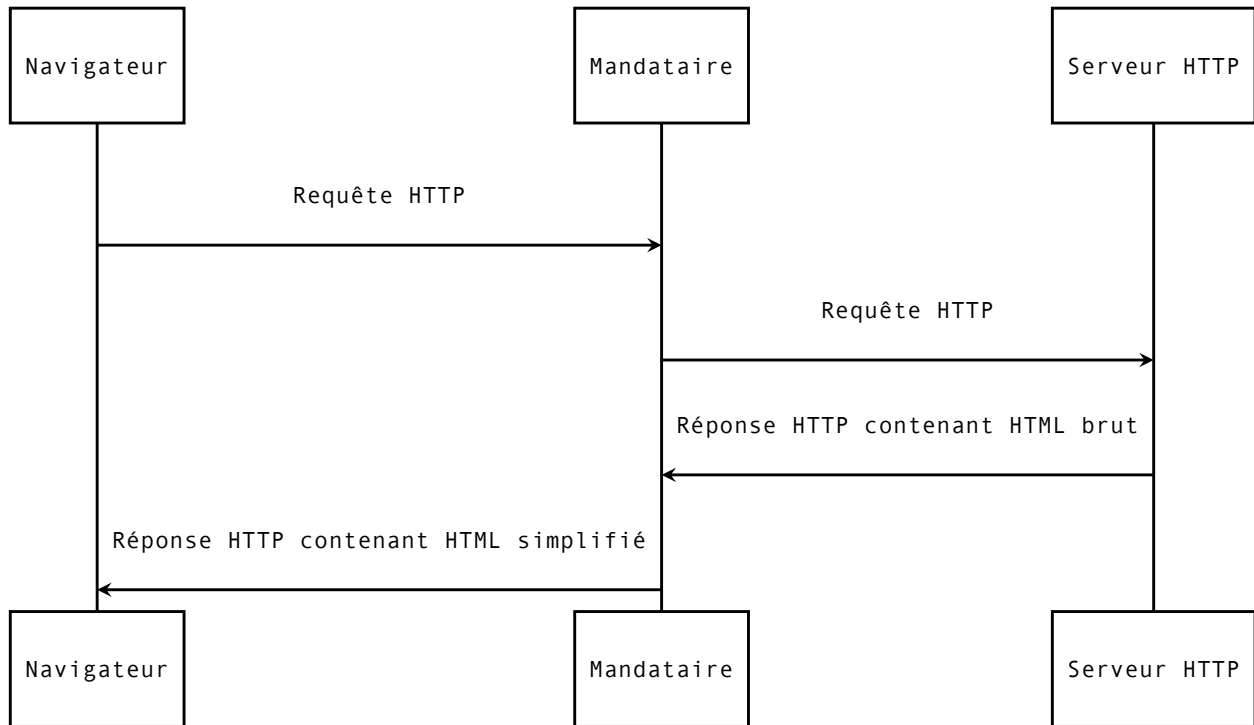 Navigateur
Mandataire
Serveur HTTP
Requête HTTP
Requête HTTP
Réponse HTTP contenant HTML brut
Réponse HTTP contenant HTML simplifié
Navigateur
Mandataire
Serveur HTTP